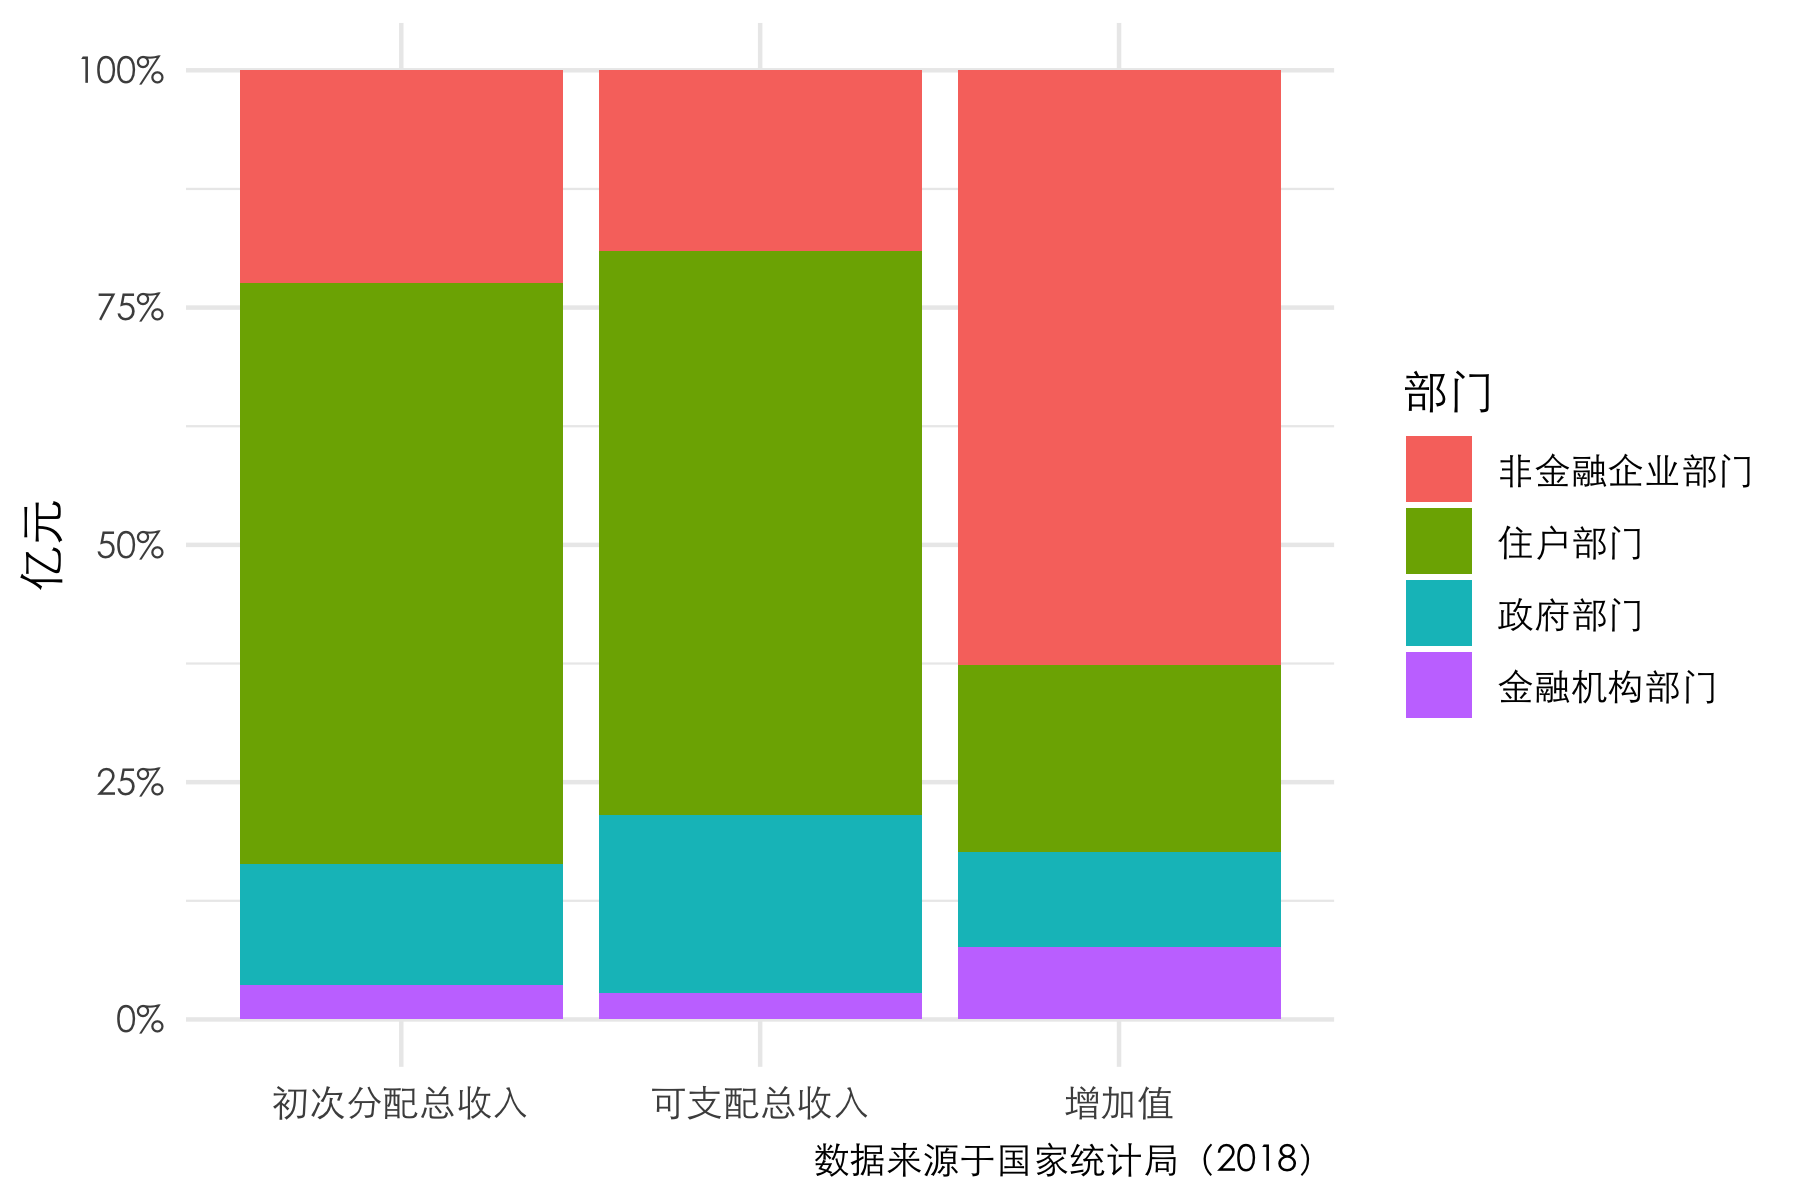 100%
75%
50%
25%
0%
亿元
初次分配总收入
可支配总收入
增加值
数据来源于国家统计局（2018）
部门
非金融企业部门
住户部门
政府部门
金融机构部门